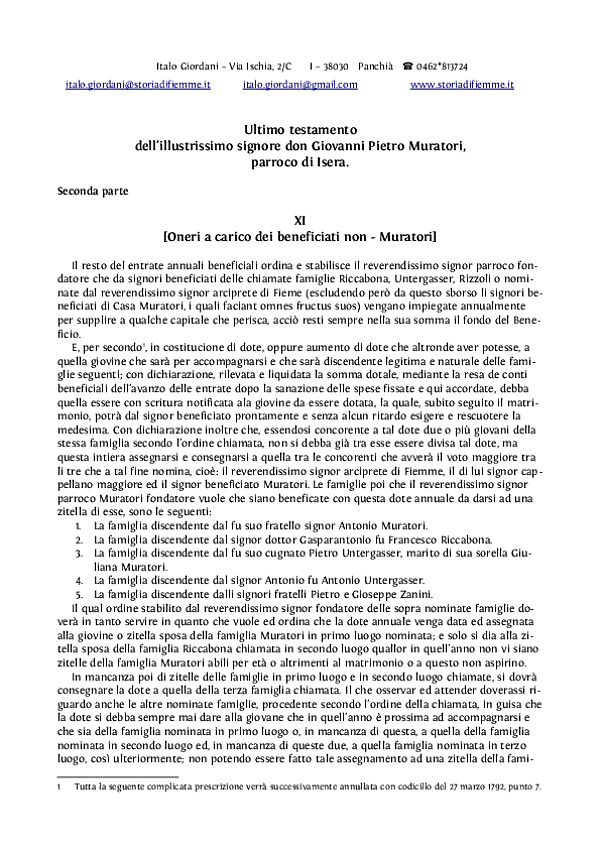 Italo Giordani – Via Ischia, 2/C I – 38030 Panchià ☎ 0462*813724
italo.giordani@storiadifiemme.it italo.giordani@gmail.com www.storiadifiemme.it
Ultimo testamento
dell'illustrissimo signore don Giovanni Pietro Muratori,
parroco di Isera.
Seconda parte
XI
[Oneri a carico dei beneficiati non - Muratori]
Il resto del entrate annuali beneficiali ordina e stabilisce il reverendissimo signor parroco fon-
datore che da signori beneficiati delle chiamate famiglie Riccabona, Untergasser, Rizzoli o nomi-
nate dal reverendissimo signor arciprete di Fieme (escludendo però da questo sborso li signori be-
neficiati di Casa Muratori, i quali faciant omnes fructus suos) vengano impiegate annualmente
per supplire a qualche capitale che perisca, acciò resti sempre nella sua somma il fondo del Bene-
ficio.
E, per secondo1, in costituzione di dote, oppure aumento di dote che altronde aver potesse, a
quella giovine che sarà per accompagnarsi e che sarà discendente legitima e naturale delle fami-
glie seguenti; con dichiarazione, rilevata e liquidata la somma dotale, mediante la resa de conti
beneficiali dell'avanzo delle entrate dopo la sanazione delle spese fissate e qui accordate, debba
quella essere con scritura notificata ala giovine da essere dotata, la quale, subito seguito il matri-
monio, potrà dal signor beneficiato prontamente e senza alcun ritardo esigere e rescuotere la
medesima. Con dichiarazione inoltre che, essendosi concorente a tal dote due o più giovani della
stessa famiglia secondo l'ordine chiamata, non si debba già tra esse essere divisa tal dote, ma
questa intiera assegnarsi e consegnarsi a quella tra le concorenti che avverà il voto maggiore tra
li tre che a tal fine nomina, cioè: il reverendissimo signor arciprete di Fiemme, il di lui signor cap-
pellano maggiore ed il signor beneficiato Muratori. Le famiglie poi che il reverendissimo signor
parroco Muratori fondatore vuole che siano beneficate con questa dote annuale da darsi ad una
zitella di esse, sono le seguenti:
1. La famiglia discendente dal fu suo fratello signor Antonio Muratori.
2. La famiglia discendente dal signor dottor Gasparantonio fu Francesco Riccabona.
3. La famiglia discendente dal fu suo cugnato Pietro Untergasser, marito di sua sorella Giu-
liana Muratori.
4. La famiglia discendente dal signor Antonio fu Antonio Untergasser.
5. La famiglia discendente dalli signori fratelli Pietro e Gioseppe Zanini.
Il qual ordine stabilito dal reverendissimo signor fondatore delle sopra nominate famiglie do-
verà in tanto servire in quanto che vuole ed ordina che la dote annuale venga data ed assegnata
alla giovine o zitella sposa della famiglia Muratori in primo luogo nominata; e solo si dia alla zi-
tella sposa della famiglia Riccabona chiamata in secondo luogo quallor in quell'anno non vi siano
zitelle della famiglia Muratori abili per età o altrimenti al matrimonio o a questo non aspirino.
In mancanza poi di zitelle delle famiglie in primo luogo e in secondo luogo chiamate, si dovrà
consegnare la dote a quella della terza famiglia chiamata. Il che osservar ed attender doverassi ri-
guardo anche le altre nominate famiglie, procedente secondo l'ordine della chiamata, in guisa che
la dote si debba sempre mai dare alla giovane che in quell'anno è prossima ad accompagnarsi e
che sia della famiglia nominata in primo luogo o, in mancanza di questa, a quella della famiglia
nominata in secondo luogo ed, in mancanza di queste due, a quella famiglia nominata in terzo
luogo, così ulteriormente; non potendo essere fatto tale assegnamento ad una zitella della fami-
1 Tutta la seguente complicata prescrizione verrà successivamente annullata con codicillo del 27 marzo 1792, punto 7.